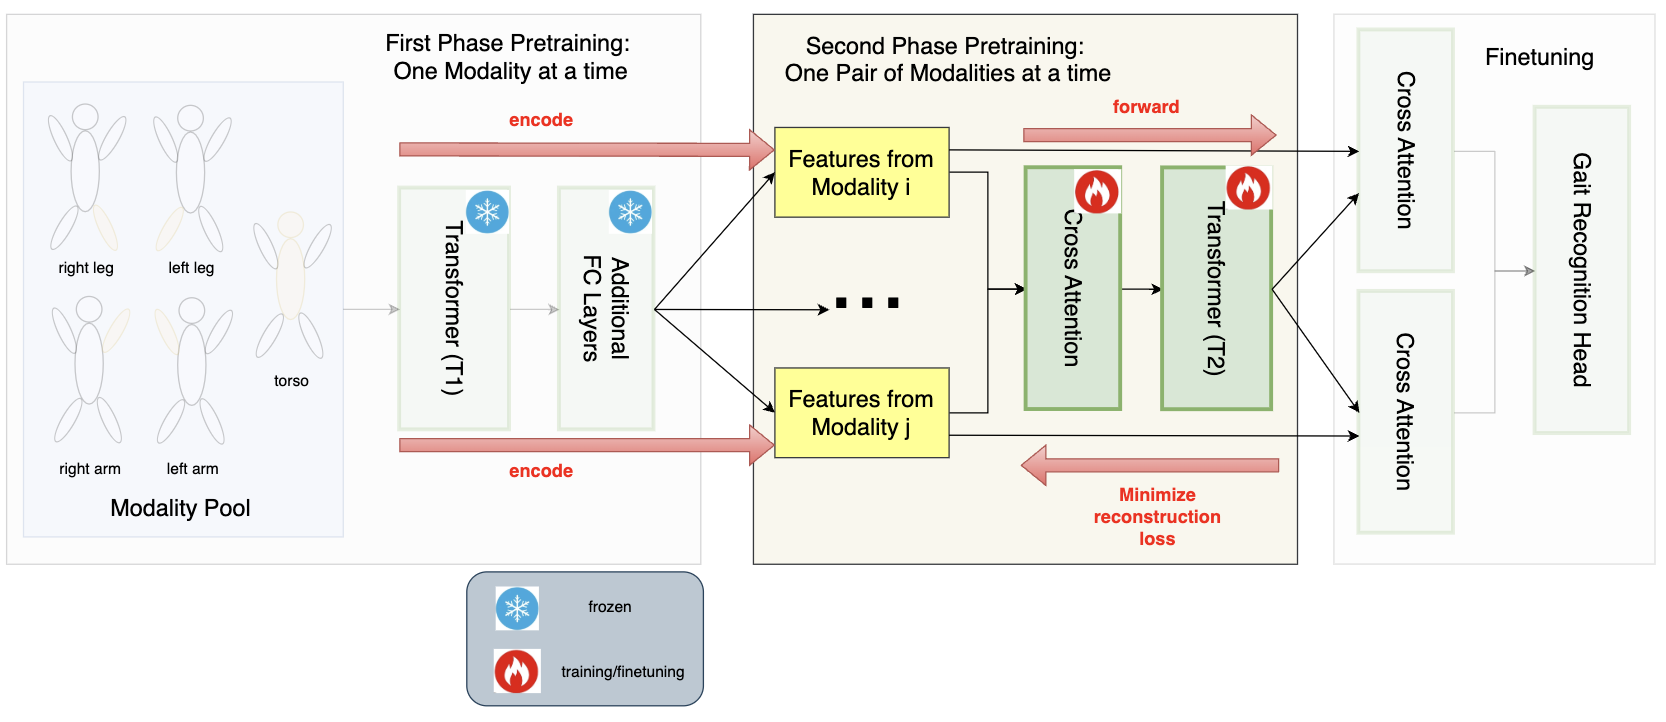 First Phase Pretraining:
One Modality at a time
encode
right leg
left leg
right arm
left arm
torso
Modality Pool
Transformer (T1)
Additional
FC Layers
encode
Second Phase Pretraining:
One Pair of Modalities at a time
forward
Features from
Modality i
Features from
Modality j
Cross Attention
Transformer (T2)
Minimize
reconstruction
loss
Finetuning
Cross Attention
Cross Attention
Gait Recognition Head
frozen
training/finetuning